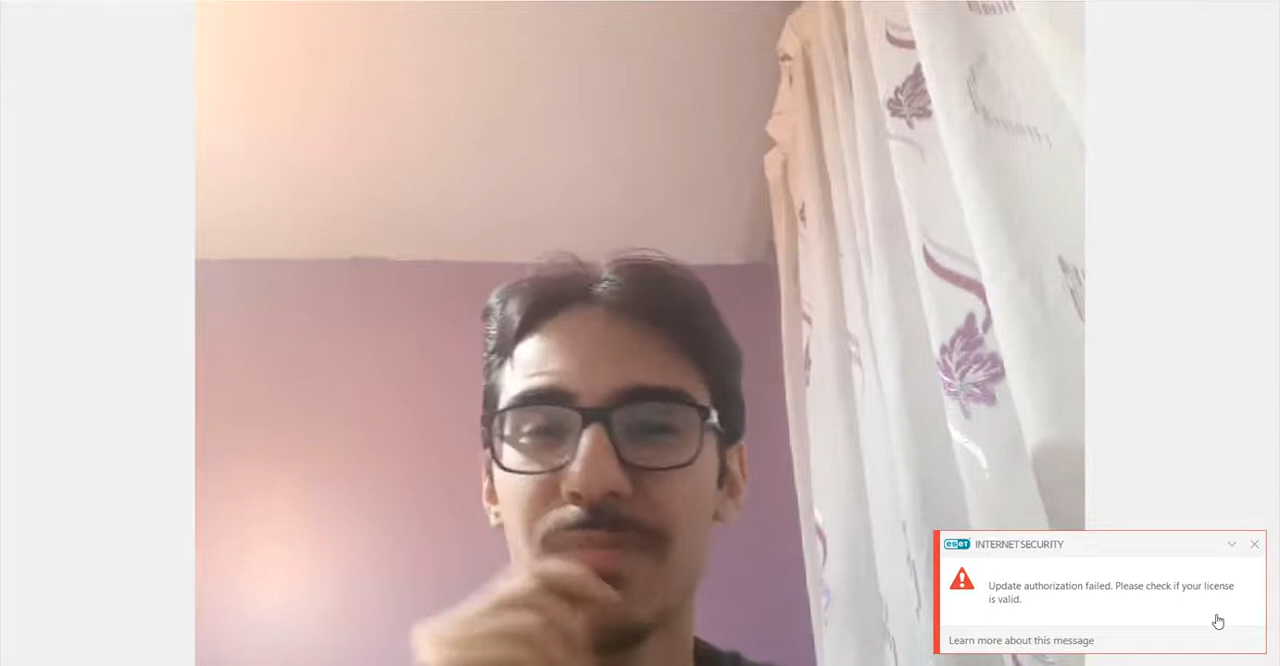 eset INTERNET SECURITY
Update authorization failed. Please check if your license
is valid.
Learn more about this message